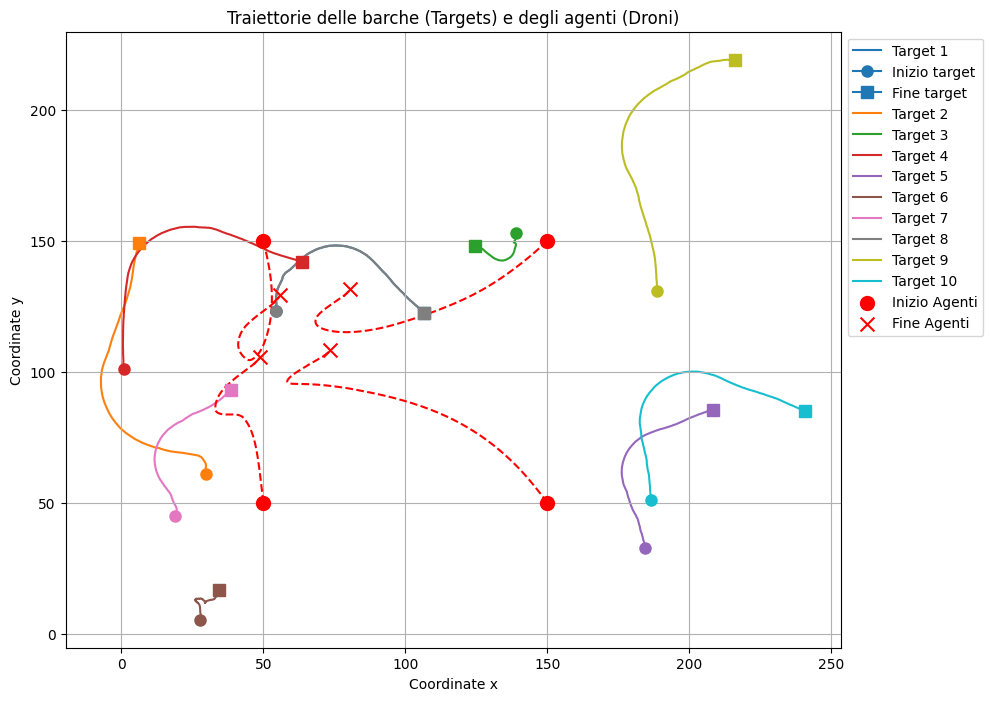 Traiettorie delle barche (Targets) e degli agenti (Droni)
Target 1
Inizio target
Fine target
Target 2
Target 3
Target 4
Target 5
Target 6
Target 7
Target 8
Target 9
Target 10
Inizio Agenti
Fine Agenti
Coordinate y
200
150
100
50
0
0
50
100
150
200
250
Coordinate x